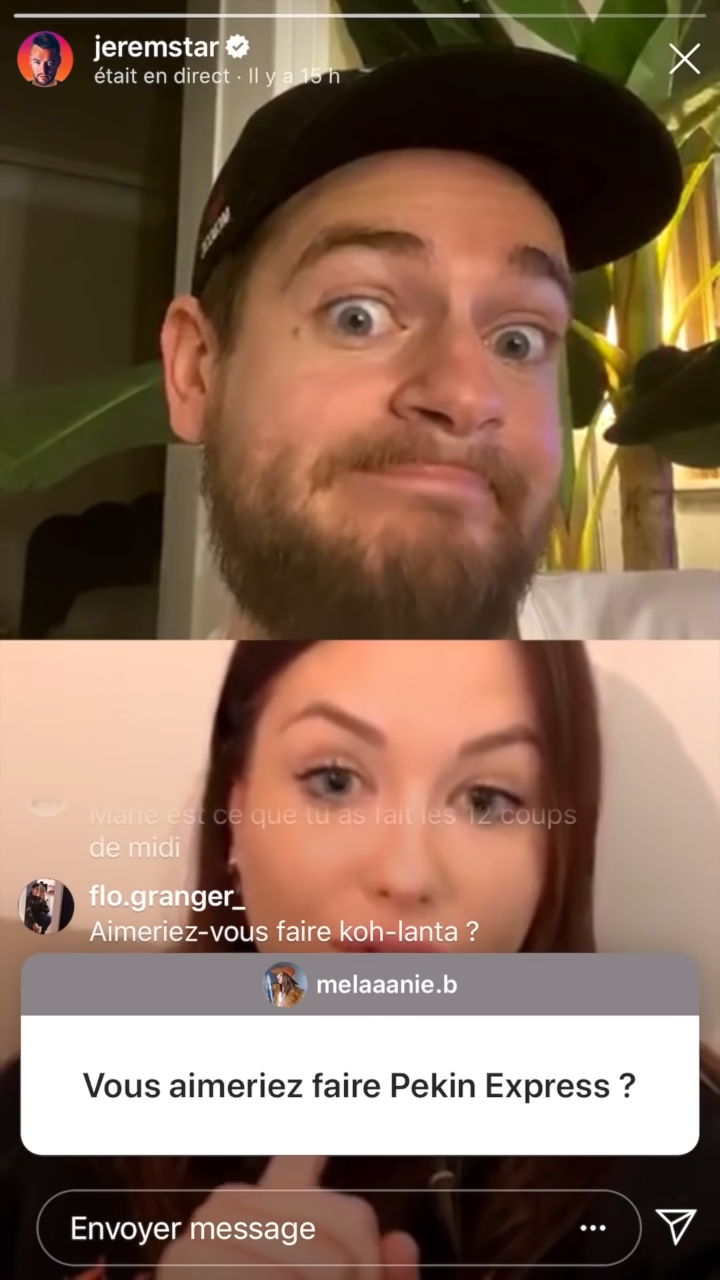 jeremstar
était en direct · Il y a 15 h
Marie est ce que tu as fait les 12 coups
de midi
flo.granger_
Aimeriez-vous faire koh-lanta ?
melaaanie.b
Vous aimeriez faire Pekin Express ?
Envoyer message